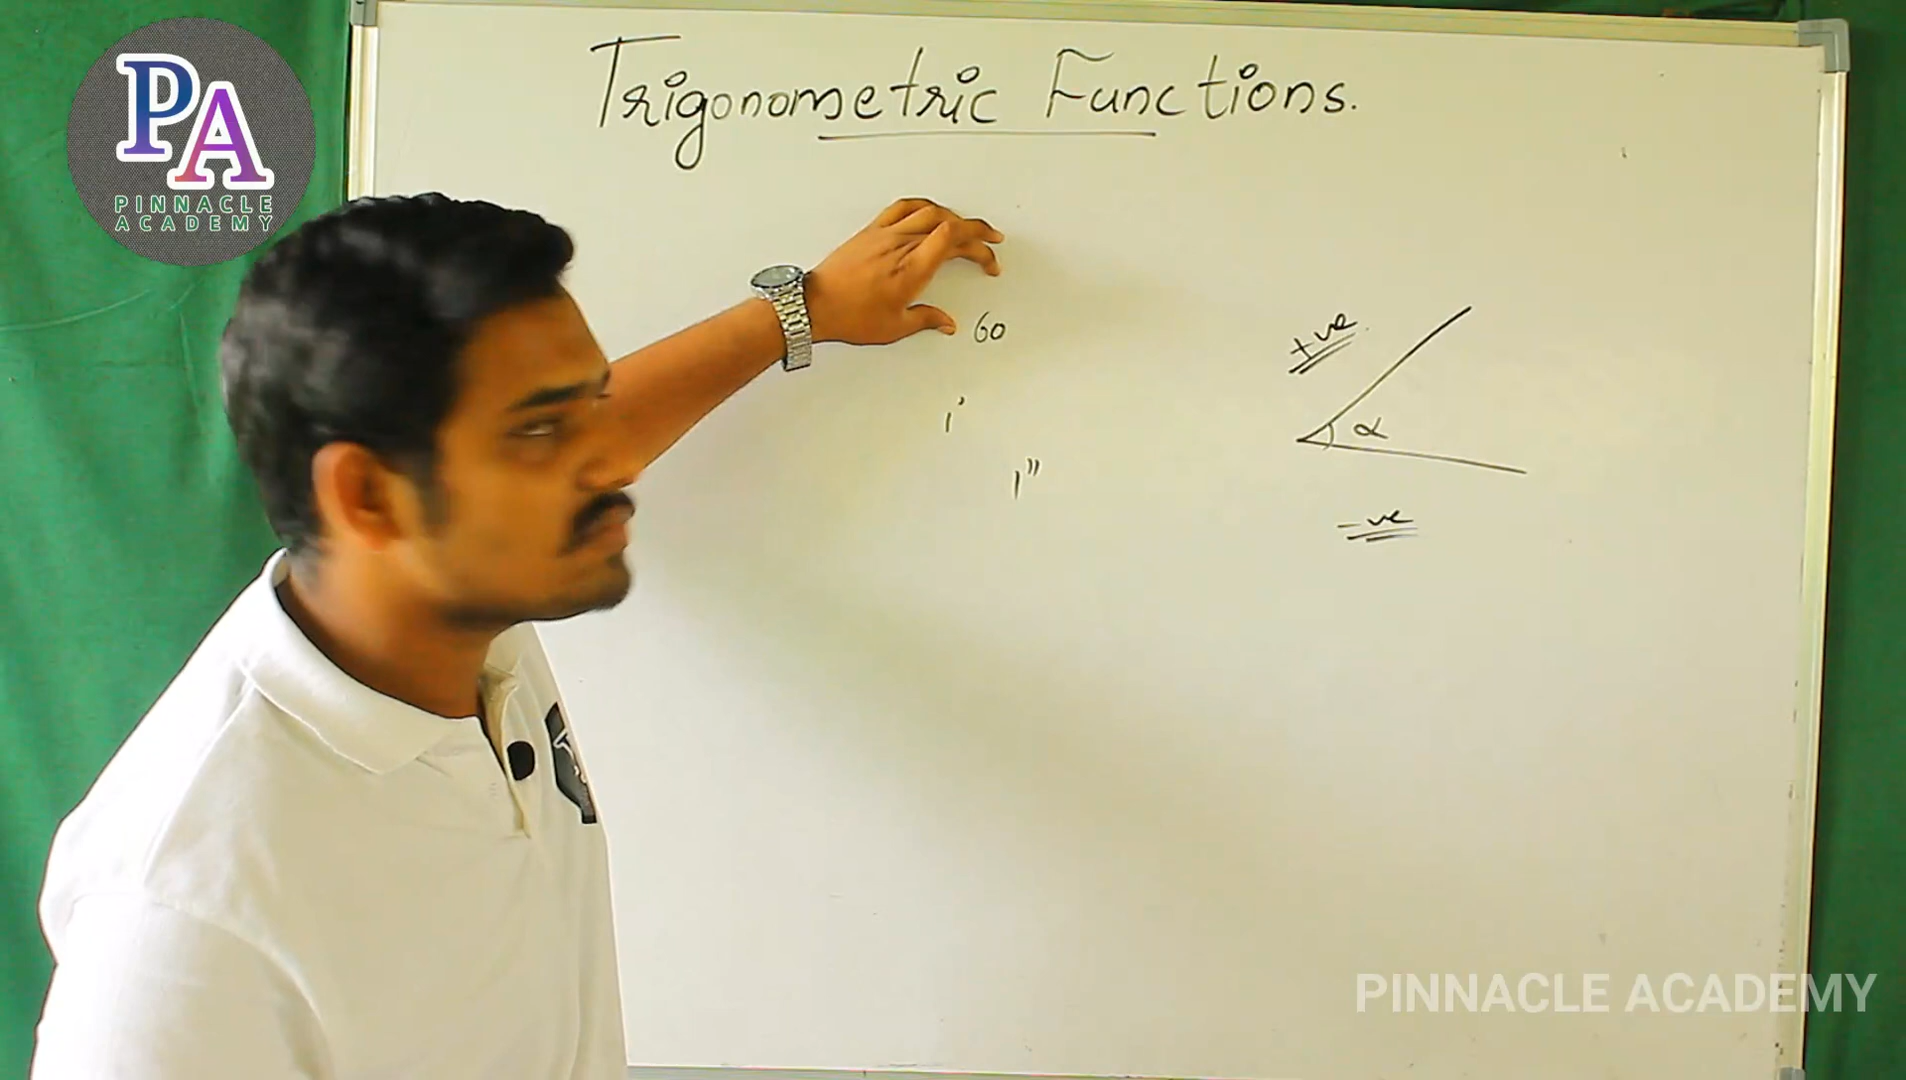 PA
PINNACLE
ACADEMY
Trigonometric Functions.
60
1'
1"
+ve
α
-ve
PINNACLE ACADEMY